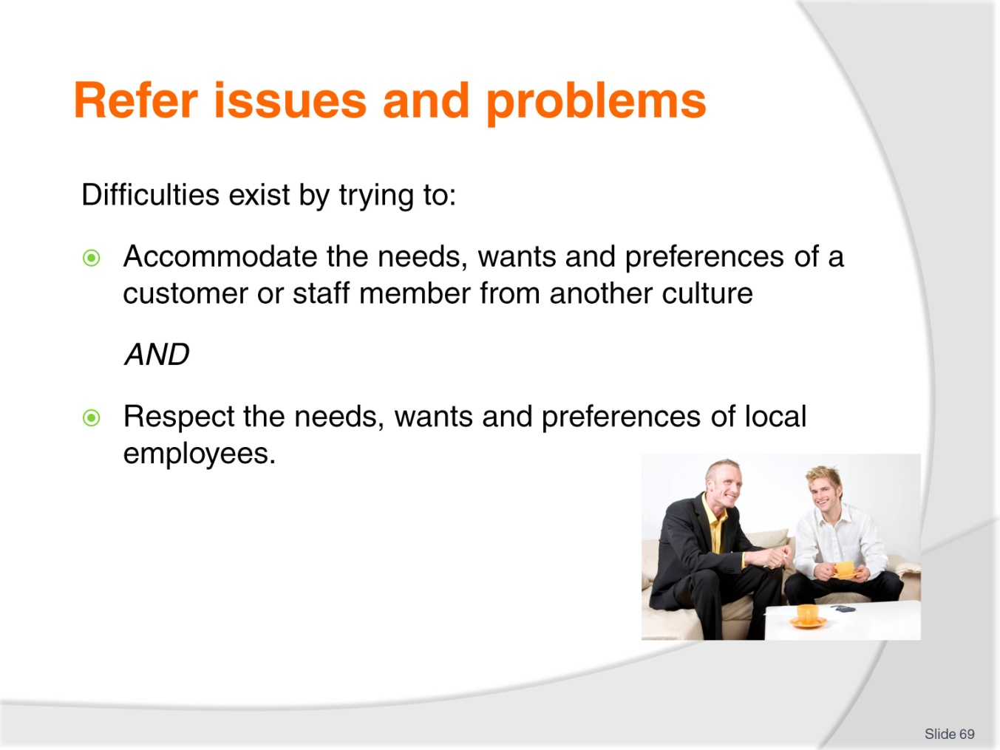 Refer issues and problems
Difficulties exist by trying to:
Accommodate the needs, wants and preferences of a
customer or staff member from another culture
AND
Respect the needs, wants and preferences of local
employees.
Slide 69